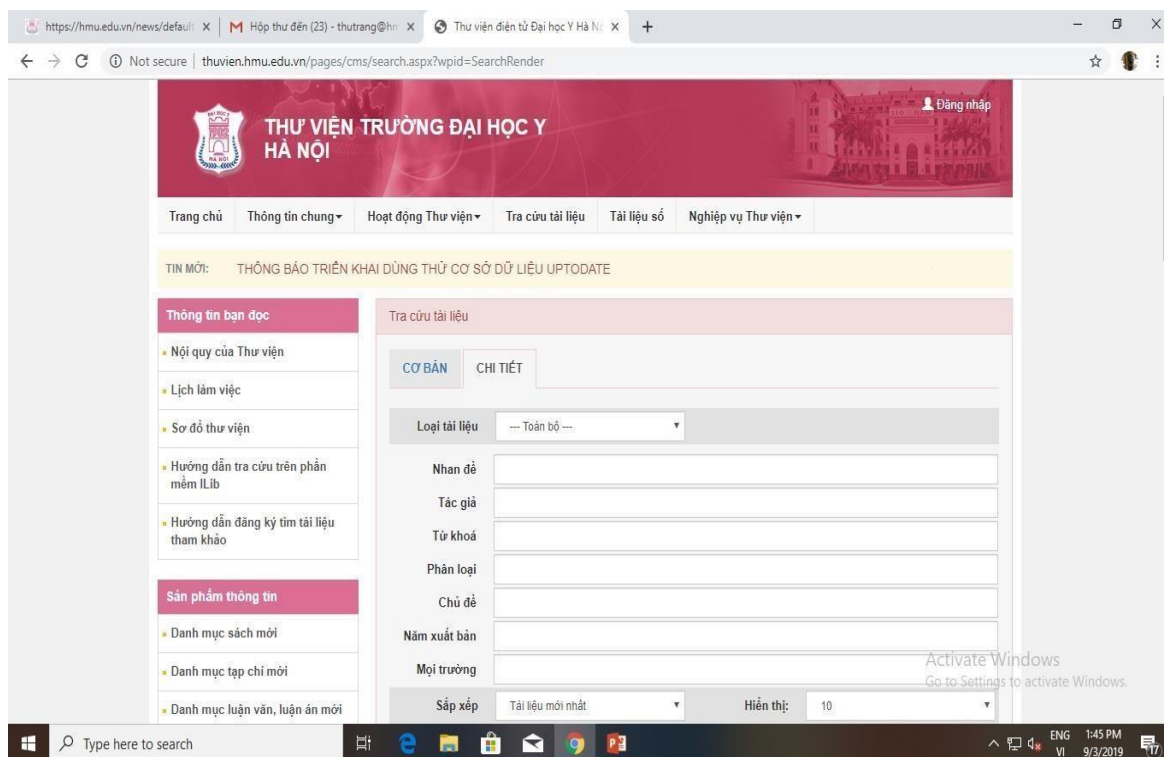 https://hmu.edu.vn/news/default
Hộp thư đến (23) - thutrang@hm
Thư viện điện tử Đại học Y Hà Nộ
Not secure | thuvien.hmu.edu.vn/pages/cms/search.aspx?wpid=SearchRender
Đăng nhập
THƯ VIỆN TRƯỜNG ĐẠI HỌC Y
HÀ NỘI
Trang chủ Thông tin chung Hoạt động Thư viện Tra cứu tài liệu Tài liệu số Nghiệp vụ Thư viện
TIN MỚI: THÔNG BÁO TRIỂN KHAI DÙNG THỬ CƠ SỞ DỮ LIỆU UPTODATE
Thông tin bạn đọc
Nội quy của Thư viện
Lịch làm việc
Sơ đồ thư viện
Hướng dẫn tra cứu trên phần
mềm ILib
Hướng dẫn đăng ký tìm tài liệu
tham khảo
Sản phẩm thông tin
Danh mục sách mới
Danh mục tạp chí mới
Danh mục luận văn, luận án mới
Tra cứu tài liệu
CƠ BẢN CHI TIẾT
Loại tài liệu --- Toàn bộ ---
Nhan đề
Tác giả
Từ khoá
Phân loại
Chủ đề
Năm xuất bản
Mọi trường
Sắp xếp Tài liệu mới nhất Hiển thị: 10
Activate Windows
Go to Settings to activate Windows.
Type here to search
ENG
VI
1:45 PM
9/3/2019
17